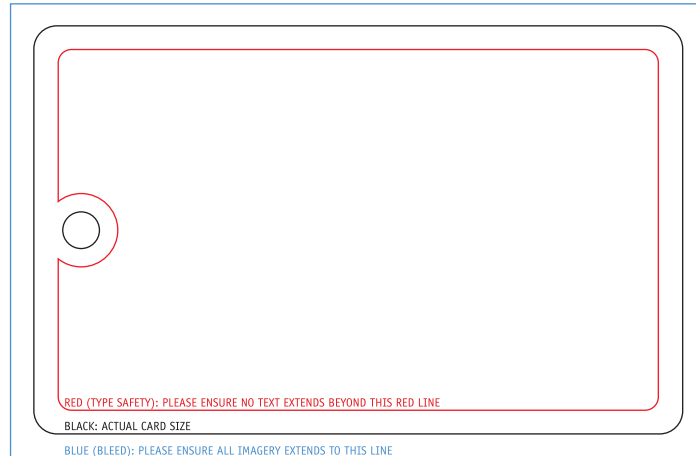 RED (TYPE SAFETY): PLEASE ENSURE NO TEXT EXTENDS BEYOND THIS RED LINE
BLACK: ACTUAL CARD SIZE
BLUE (BLEED): PLEASE ENSURE ALL IMAGERY EXTENDS TO THIS LINE